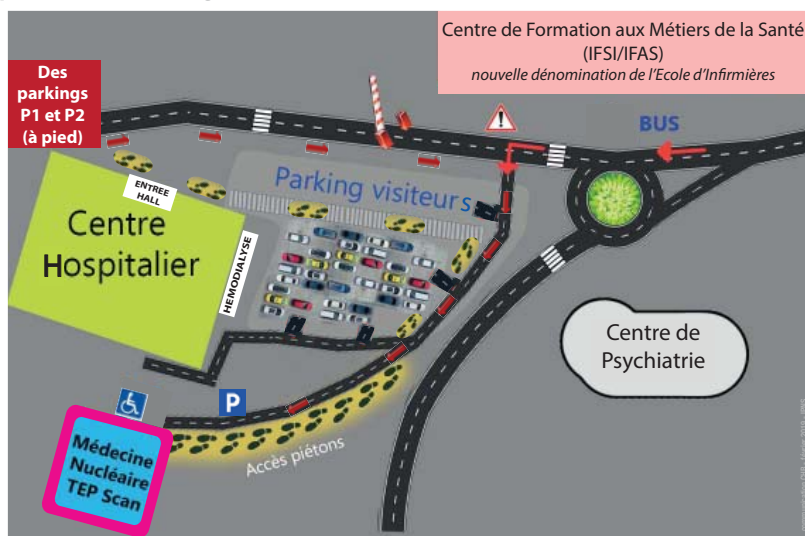 Centre de Formation aux Métiers de la Santé
(IFSI/IFAS)
nouvelle dénomination de l’Ecole d’Infirmières
Des
parkings
P1 et P2
(à pied)
BUS
ENTREE
HALL
Parking visiteurs
Centre
Hospitalier
HEMODIALYSE
Centre de
Psychiatrie
P
Médecine
Nucléaire
TEP Scan
Accès piétons